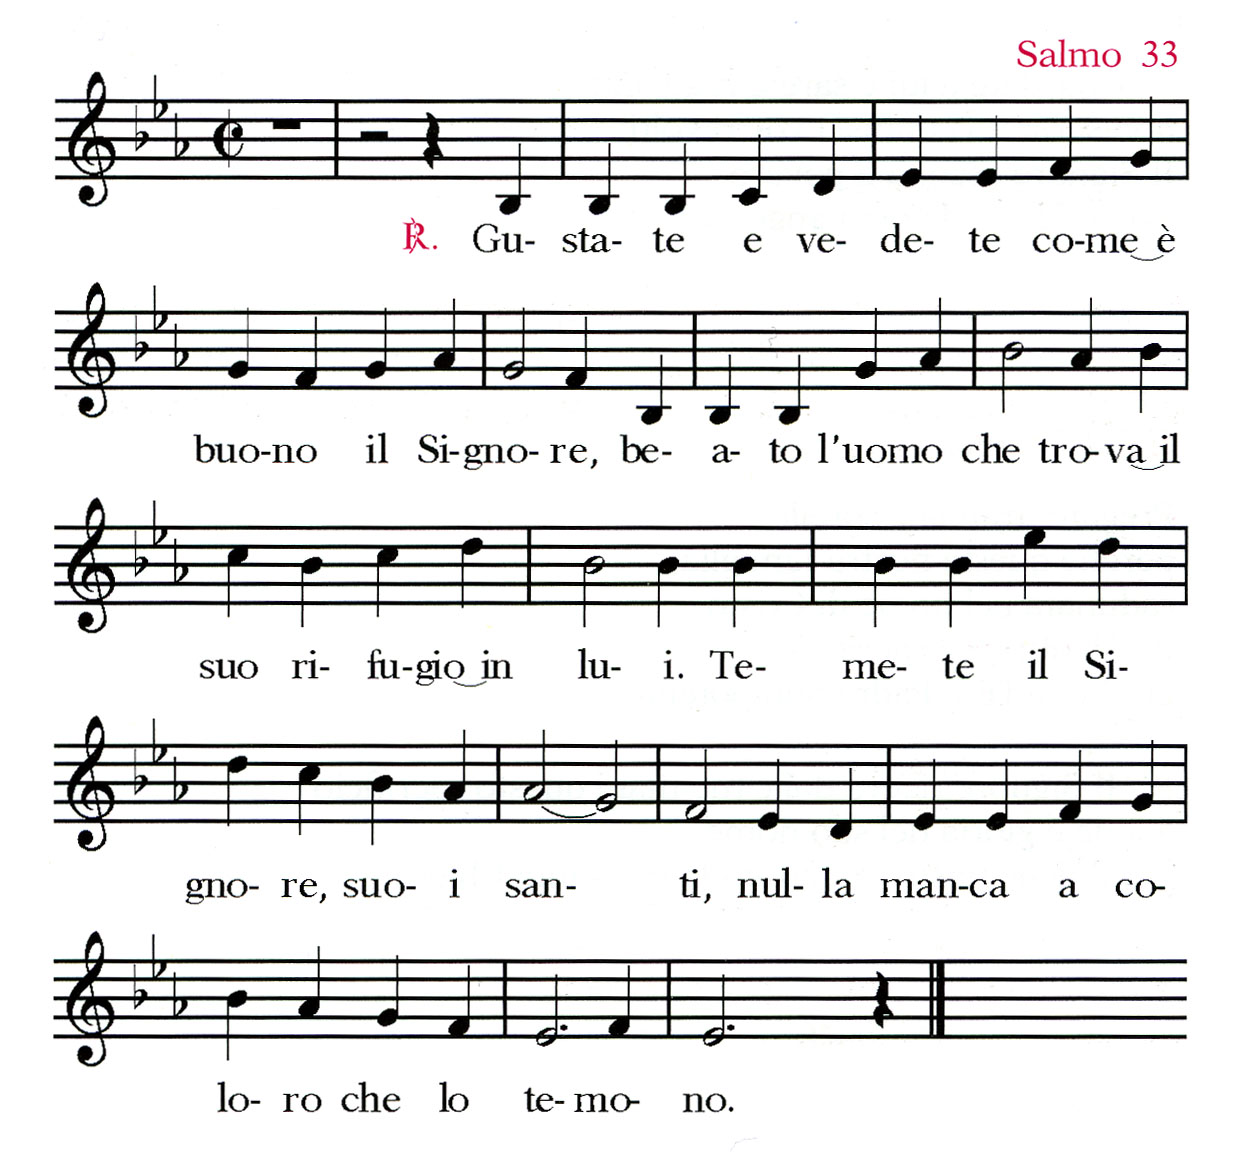 Salmo 33
℟. Gu- sta- te e ve- de- te co-me è
buo-no il Si-gno- re, be- a- to l'uomo che tro-va il
suo ri- fu-gio in lu- i. Te- me- te il Si-
gno- re, suo- i san- ti, nul- la man-ca a co-
lo- ro che lo te-mo- no.